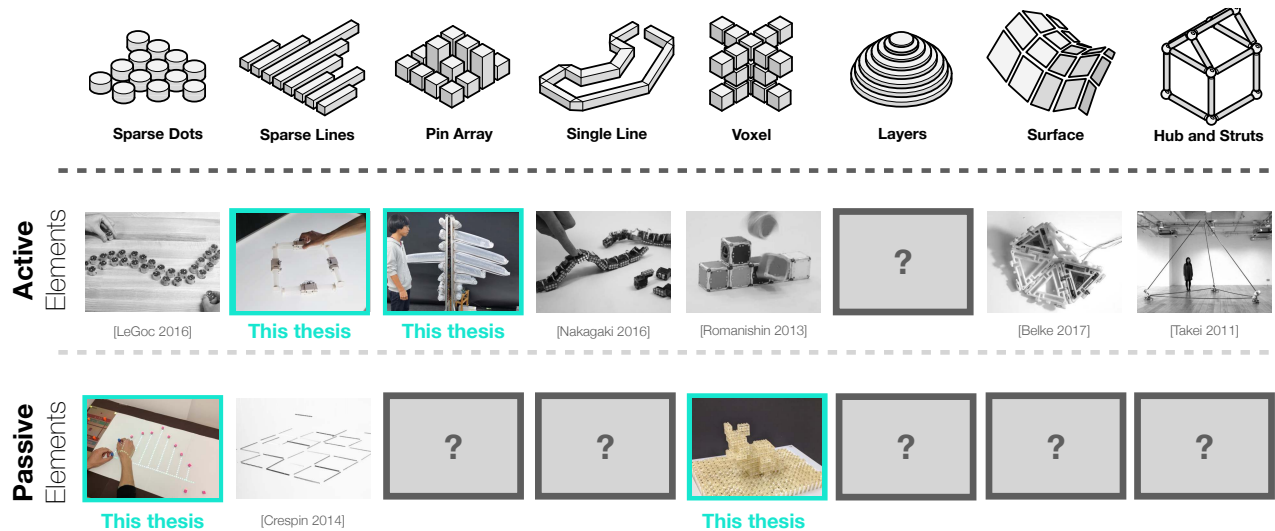 Sparse Dots
Sparse Lines
Pin Array
Single Line
Voxel
Layers
Surface
Hub and Struts
Active
Elements
?
[LeGoc 2016]
This thesis
This thesis
[Nakagaki 2016]
[Romanishin 2013]
[Belke 2017]
[Takei 2011]
Passive
Elements
?
?
?
?
?
This thesis
[Crespin 2014]
This thesis